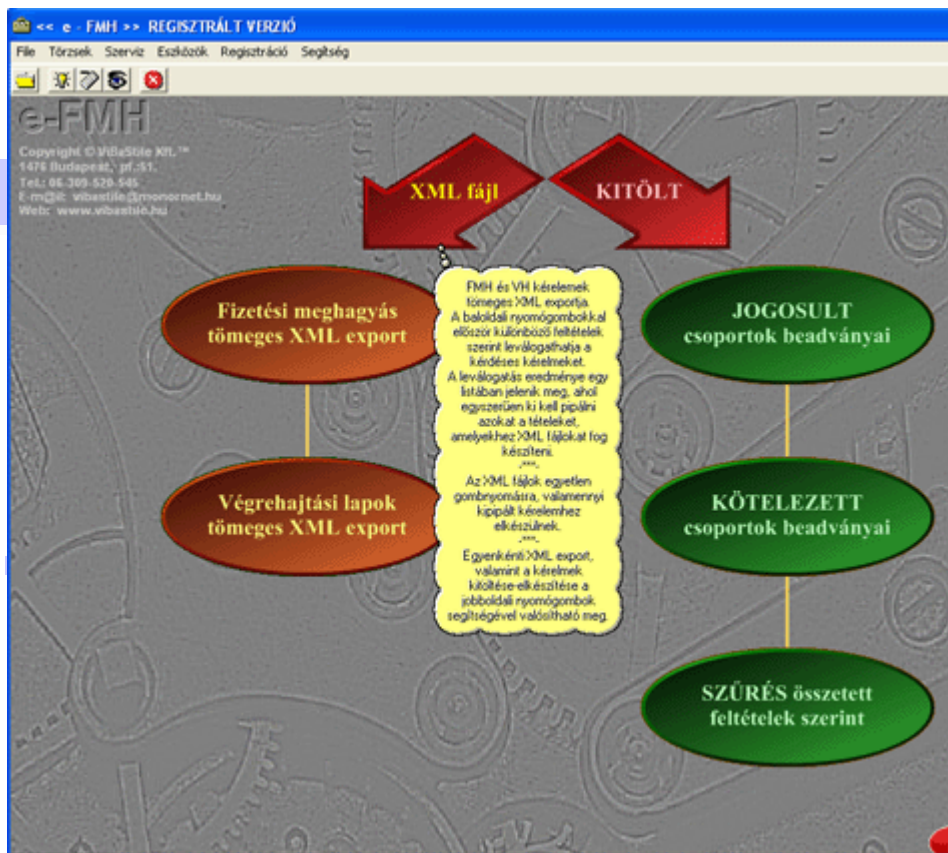 << e - FMH >> REGISZTRÁLT VERZIÓ
File Törzsek Szerviz Eszközök Regisztráció Segítség
e-FMH
Copyright © ViBaStile Kft.™
1476 Budapest, pf.:51.
Tel.: 06-309-520-545
E-m@il: vibastile@monornet.hu
Web: www.vibastile.hu
XML fájl
KITÖLT
Fizetési meghagyás
tömeges XML export
Végrehajtási lapok
tömeges XML export
FMH és VH kérelemek
tömeges XML exportja.
A baloldali nyomógombokkal
először különböző feltételek
szerint leválogathatja a
kérdéses kérelmeket.
A leválogatás eredménye egy
listában jelenik meg, ahol
egyszerűen ki kell pipálni
azokat a tételeket,
amelyekhez XML fájlokat fog
készíteni.
-***-
Az XML fájlok egyetlen
gombnyomásra, valamennyi
kipipált kérelemhez
elkészülnek.
-***-
Egyenkénti XML export,
valamint a kérelmek
kitöltése-elkészítése a
jobboldali nyomógombok
segítségével valósítható meg.
JOGOSULT
csoportok beadványai
KÖTELEZETT
csoportok beadványai
SZŰRÉS összetett
feltételek szerint